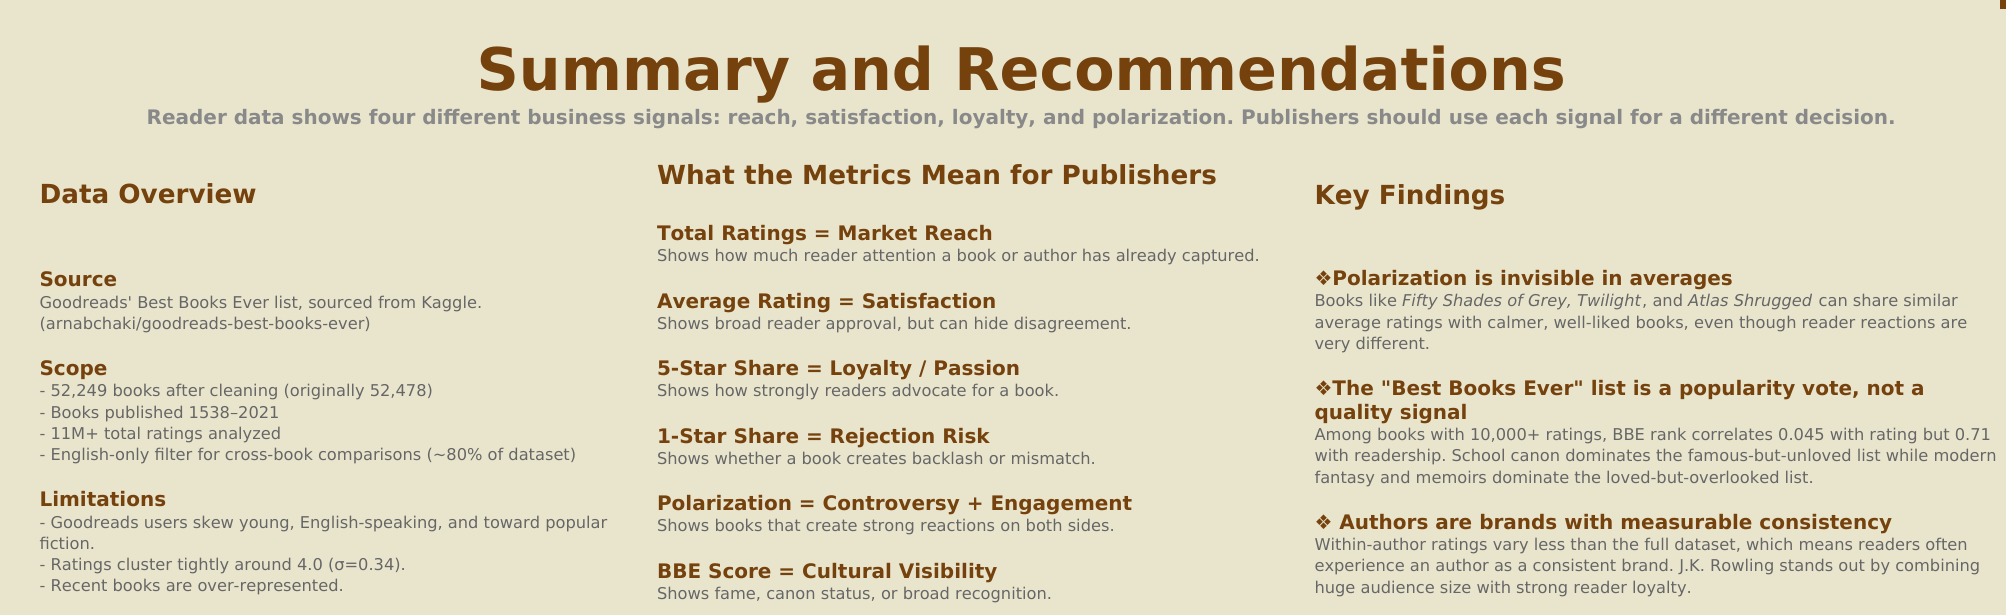 Summary and Recommendations
Reader data shows four different business signals: reach, satisfaction, loyalty, and polarization. Publishers should use each signal for a different decision.
Data Overview
Source
Goodreads' Best Books Ever list, sourced from Kaggle.
(arnabchaki/goodreads-best-books-ever)
Scope
- 52,249 books after cleaning (originally 52,478)
- Books published 1538–2021
- 11M+ total ratings analyzed
- English-only filter for cross-book comparisons (~80% of dataset)
Limitations
- Goodreads users skew young, English-speaking, and toward popular
fiction.
- Ratings cluster tightly around 4.0 (σ=0.34).
- Recent books are over-represented.
What the Metrics Mean for Publishers
Total Ratings = Market Reach
Shows how much reader attention a book or author has already captured.
Average Rating = Satisfaction
Shows broad reader approval, but can hide disagreement.
5-Star Share = Loyalty / Passion
Shows how strongly readers advocate for a book.
1-Star Share = Rejection Risk
Shows whether a book creates backlash or mismatch.
Polarization = Controversy + Engagement
Shows books that create strong reactions on both sides.
BBE Score = Cultural Visibility
Shows fame, canon status, or broad recognition.
Key Findings
❖Polarization is invisible in averages
Books like Fifty Shades of Grey, Twilight, and Atlas Shrugged can share similar
average ratings with calmer, well-liked books, even though reader reactions are
very different.
❖The "Best Books Ever" list is a popularity vote, not a
quality signal
Among books with 10,000+ ratings, BBE rank correlates 0.045 with rating but 0.71
with readership. School canon dominates the famous-but-unloved list while modern
fantasy and memoirs dominate the loved-but-overlooked list.
❖ Authors are brands with measurable consistency
Within-author ratings vary less than the full dataset, which means readers often
experience an author as a consistent brand. J.K. Rowling stands out by combining
huge audience size with strong reader loyalty.